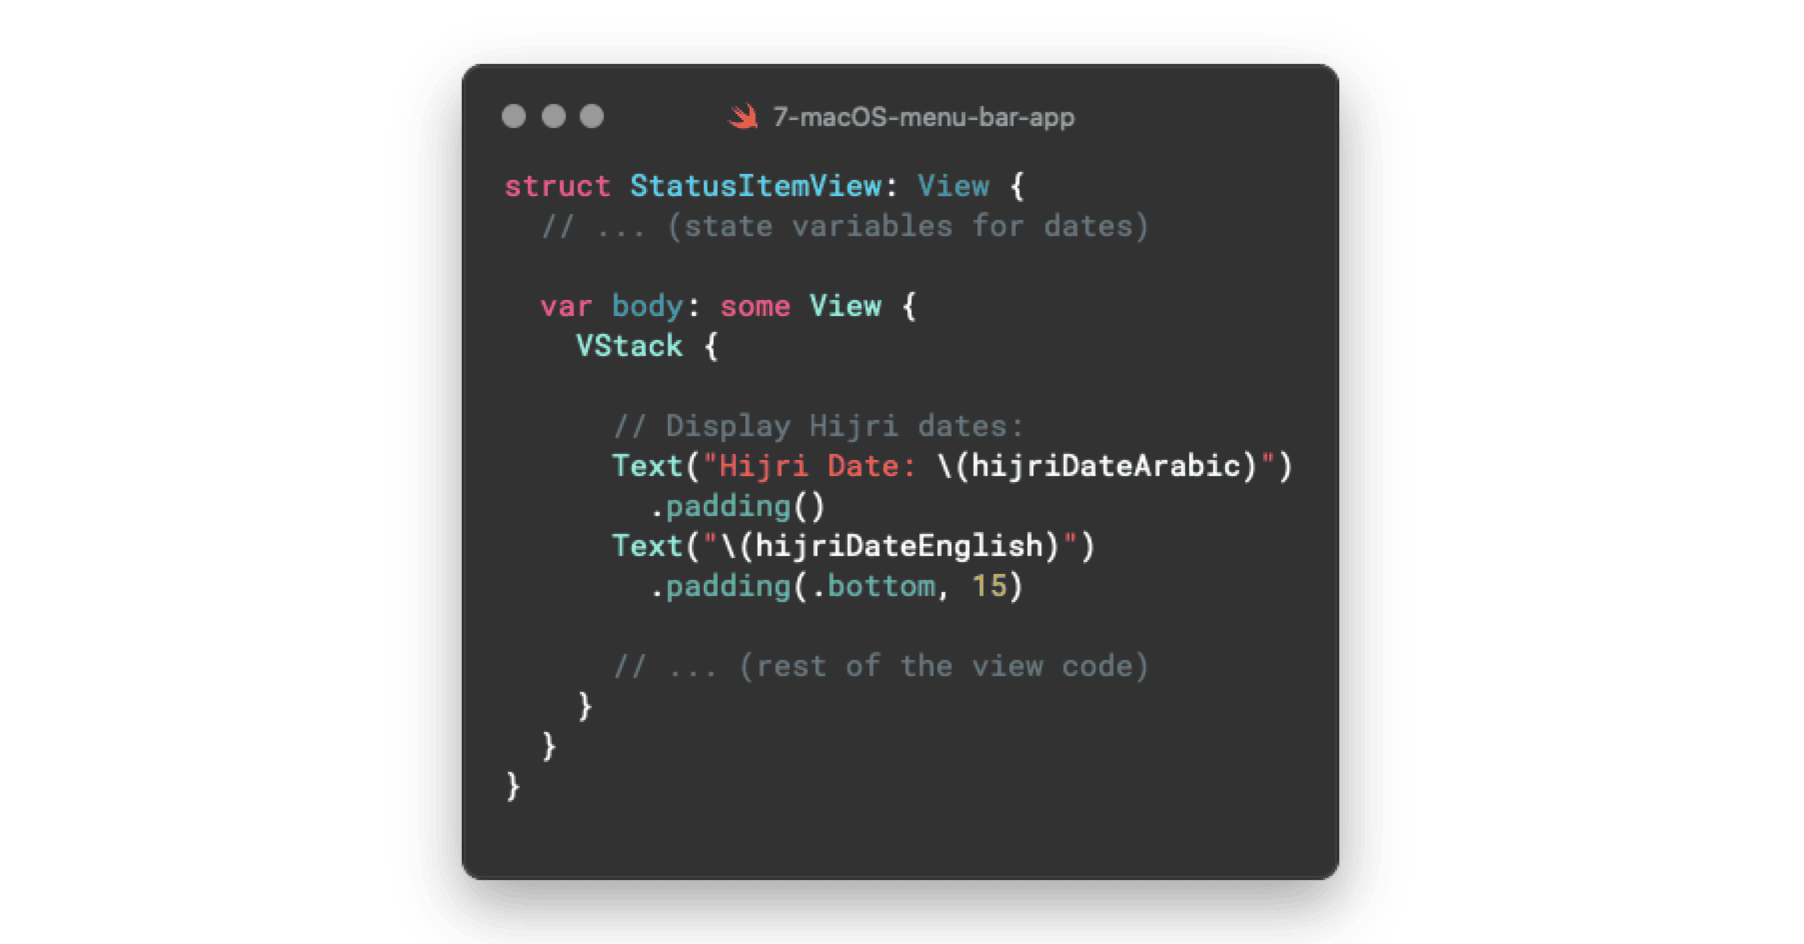 7-macOS-menu-bar-app
struct StatusItemView: View {
  // ... (state variables for dates)

  var body: some View {
    VStack {

      // Display Hijri dates:
      Text("Hijri Date: \(hijriDateArabic)")
        .padding()
      Text("\(hijriDateEnglish)")
        .padding(.bottom, 15)

      // ... (rest of the view code)
    }
  }
}